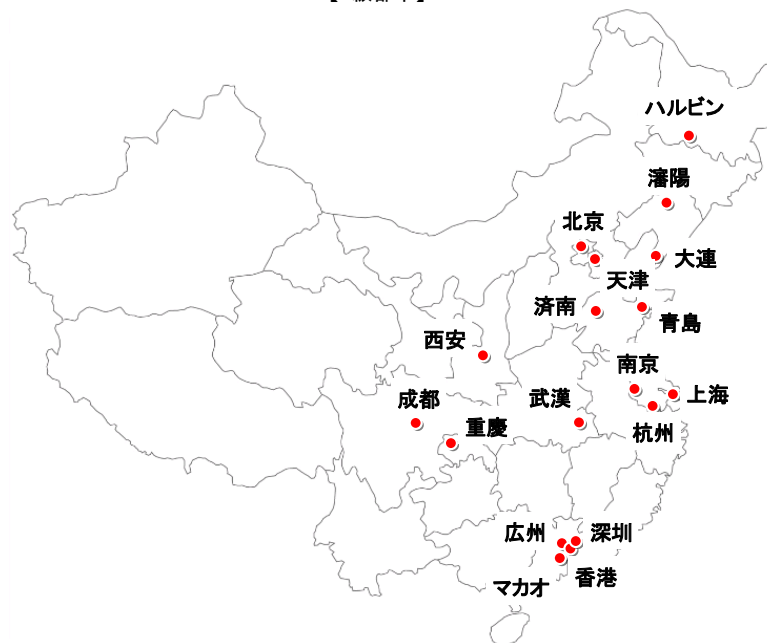 ハルビン
瀋陽
北京
大連
天津
済南
青島
西安
南京
成都
武漢
上海
重慶
杭州
広州
深圳
香港
マカオ